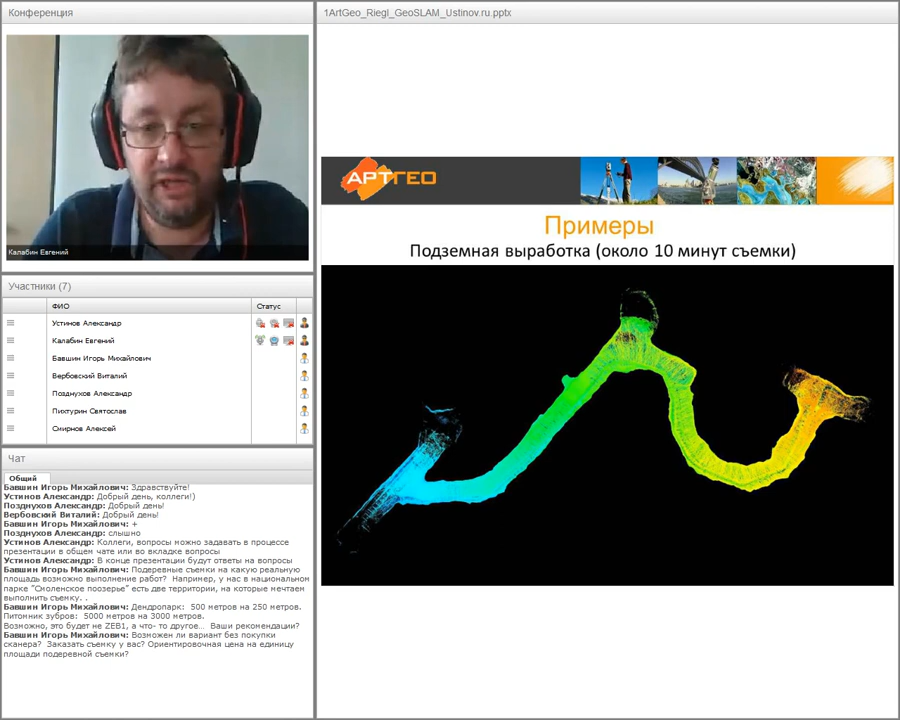 Конференция
Калабин Евгений
Участники (7)
ФИО
Статус
Устинов Александр
Калабин Евгений
Бавшин Игорь Михайлович
Вербовский Виталий
Позднухов Александр
Пихтурин Святослав
Смирнов Алексей
Чат
Общий
Бавшин Игорь Михайлович: Здравствуйте!
Устинов Александр: Добрый день, коллеги!)
Позднухов Александр: Добрый день!
Вербовский Виталий: Добрый день!
Бавшин Игорь Михайлович: +
Позднухов Александр: слышно
Устинов Александр: Коллеги, вопросы можно задавать в процессе
презентации в общем чате или во вкладке вопросы
Устинов Александр: В конце презентации будут ответы на вопросы
Бавшин Игорь Михайлович: Подеревные съемки на какую реальную
площадь возможно выполнение работ? Например, у нас в национальном
парке "Смоленское поозерье" есть две территории, на которые мечтаем
выполнить съемку. .
Бавшин Игорь Михайлович: Дендропарк: 500 метров на 250 метров.
Питомник зубров: 5000 метров на 3000 метров.
Возможно, это будет не ZEB1, а что- то другое... Ваши рекомендации?
Бавшин Игорь Михайлович: Возможен ли вариант без покупки
сканера? Заказать съемку у вас? Ориентировочная цена на единицу
площади подеревной съемки?
1ArtGeo_Riegl_GeoSLAM_Ustinov.ru.pptx
АРТГЕО
Примеры
Подземная выработка (около 10 минут съемки)